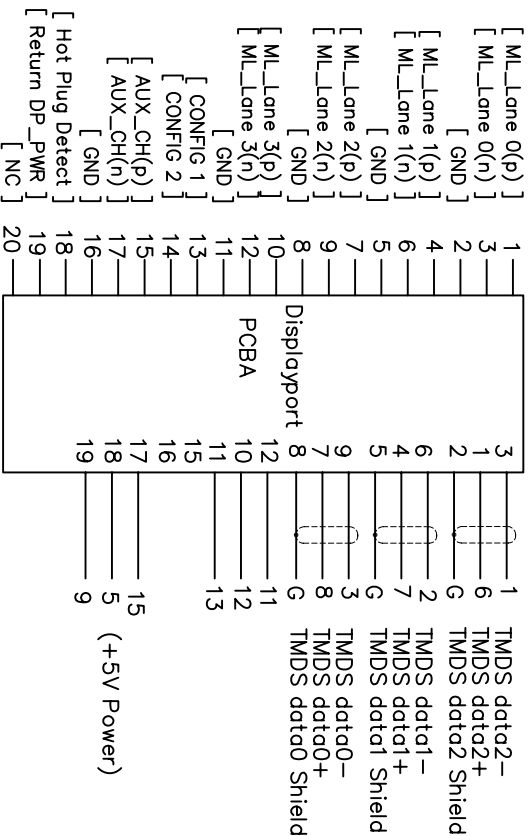 [ ML_Lane 0(p) ] 1 3 1 TMDS data2-
[ ML_Lane 0(n) ] 3 1 6 TMDS data2+
[ GND ] 2 2 G TMDS data2 Shield
[ ML_Lane 1(p) ] 4 6 2 TMDS data1-
[ ML_Lane 1(n) ] 6 4 7 TMDS data1+
[ GND ] 5 5 G TMDS data1 Shield
[ ML_Lane 2(p) ] 7 9 3 TMDS data0-
[ ML_Lane 2(n) ] 9 7 8 TMDS data0+
[ GND ] 8 Displayport 8 G TMDS data0 Shield
[ ML_Lane 3(p) ] 10 12 11
[ ML_Lane 3(n) ] 12 PCBA 10 12
[ GND ] 11 11 13
[ CONFIG 1 ] 13 15
[ CONFIG 2 ] 14 16
[ AUX_CH(p) ] 15 17 15
[ AUX_CH(n) ] 17 18 5 (+5V Power)
[ GND ] 16 19 9
[ Hot Plug Detect ] 18
[ Return DP_PWR ] 19
[ NC ] 20